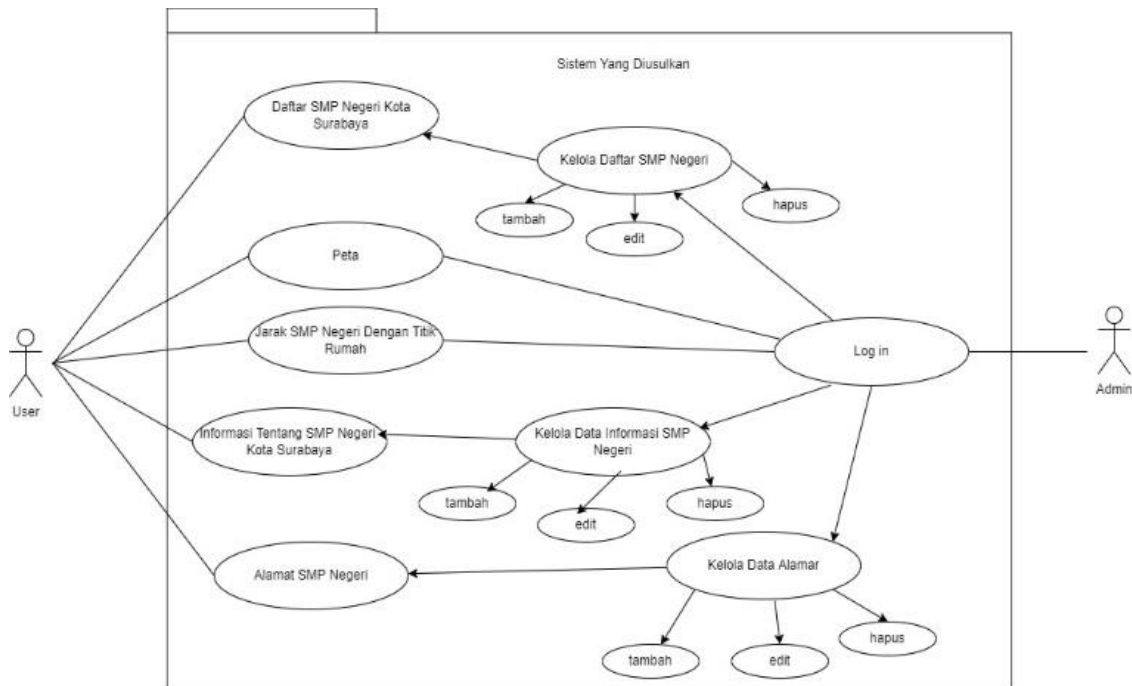 Sistem Yang Diusulkan
Daftar SMP Negeri Kota
Surabaya
Kelola Daftar SMP Negeri
tambah
edit
hapus
Peta
Jarak SMP Negeri Dengan Titik
Rumah
Log in
User
Admin
Informasi Tentang SMP Negeri
Kota Surabaya
Kelola Data Informasi SMP
Negeri
tambah
edit
hapus
Alamat SMP Negeri
Kelola Data Alamar
tambah
edit
hapus